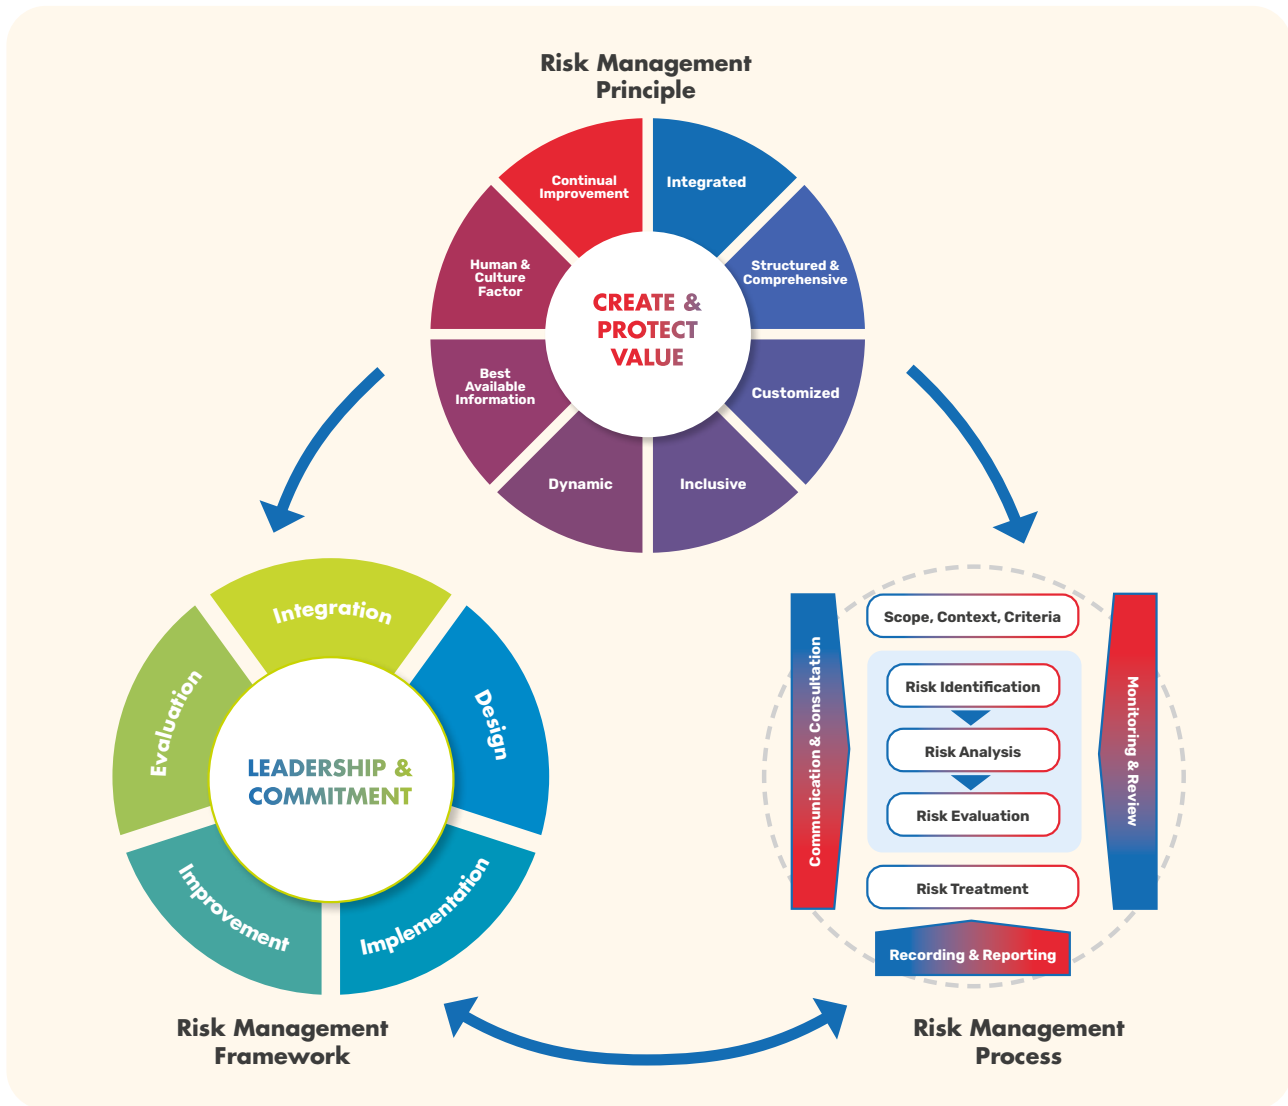 Risk Management
Principle
Continual
Improvement
Integrated
Structured &
Comprehensive
Customized
Inclusive
Dynamic
Best
Available
Information
Human &
Culture
Factor
CREATE &
PROTECT
VALUE
Integration
Design
Implementation
Improvement
Evaluation
LEADERSHIP &
COMMITMENT
Risk Management
Framework
Communication & Consultation
Scope, Context, Criteria
Risk Identification
Risk Analysis
Risk Evaluation
Risk Treatment
Monitoring & Review
Recording & Reporting
Risk Management
Process